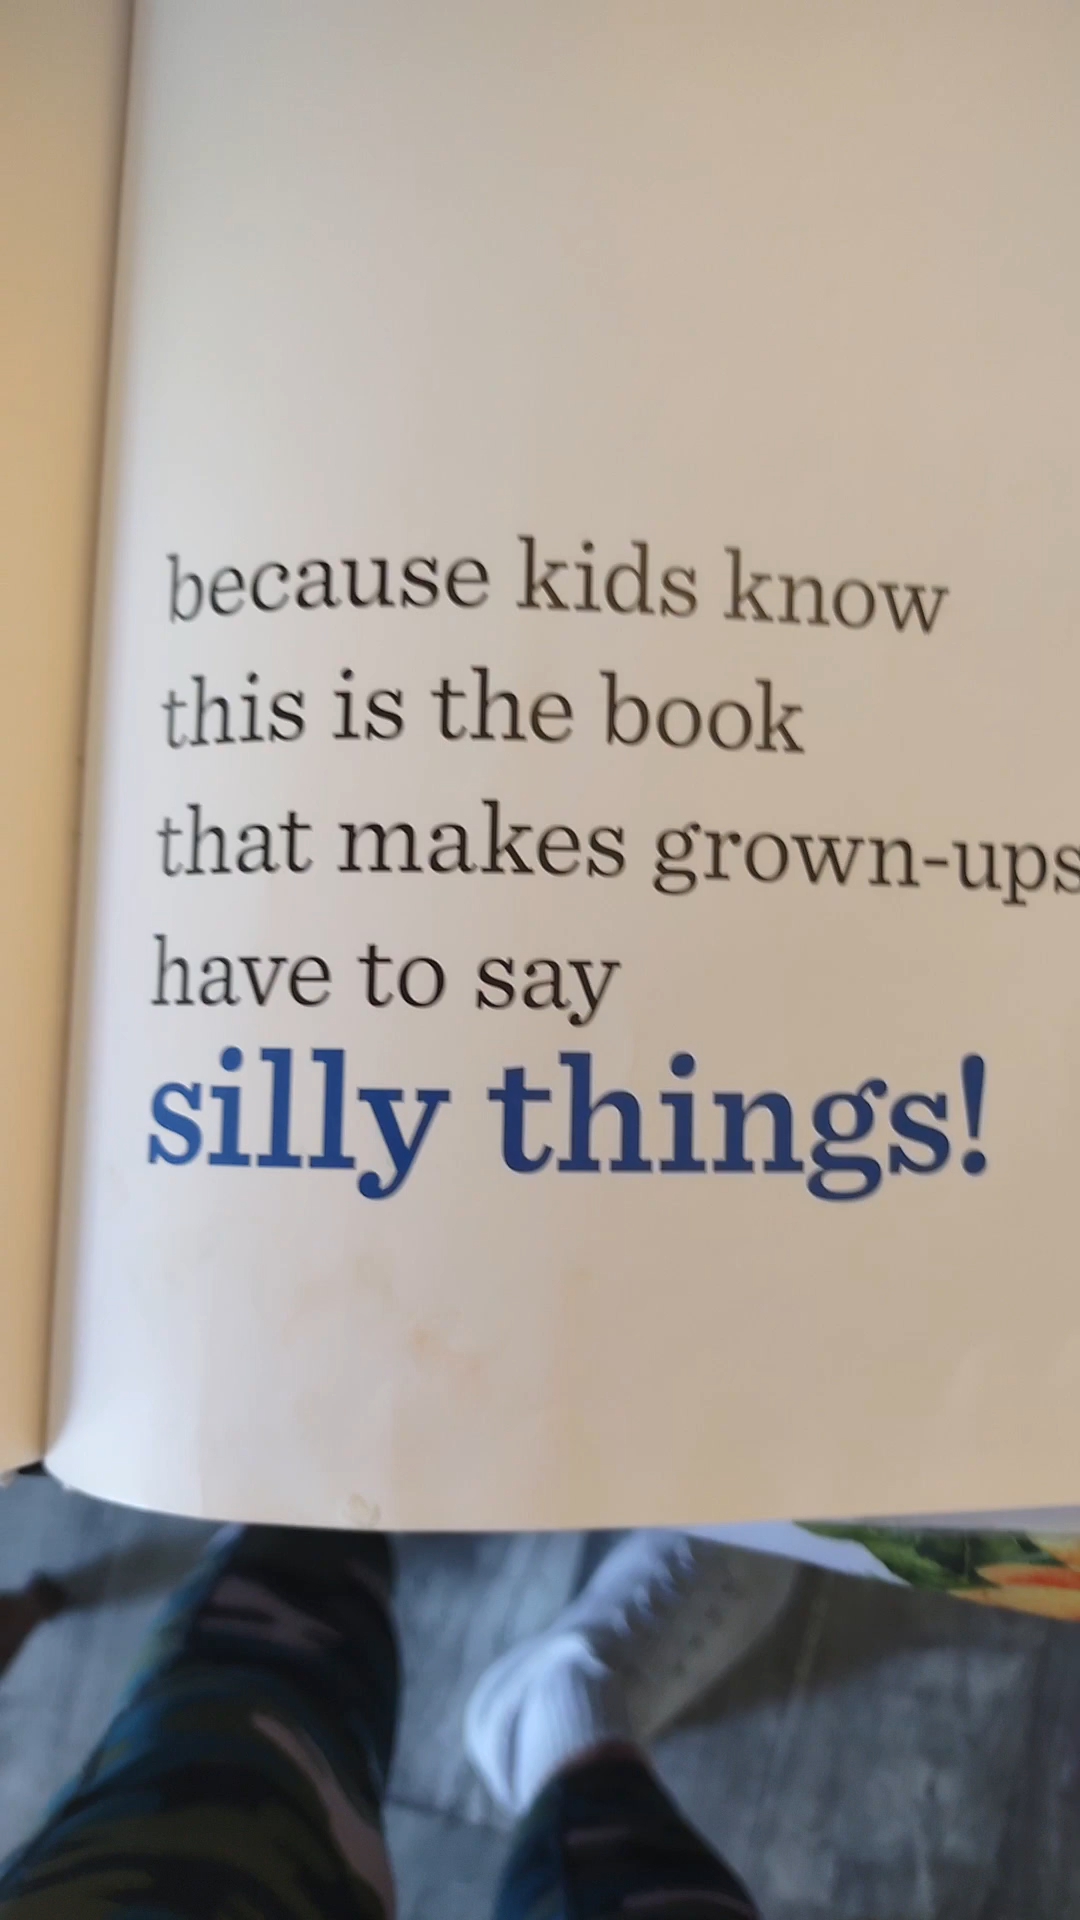 because kids know
this is the book
that makes grown-ups
have to say
silly things!